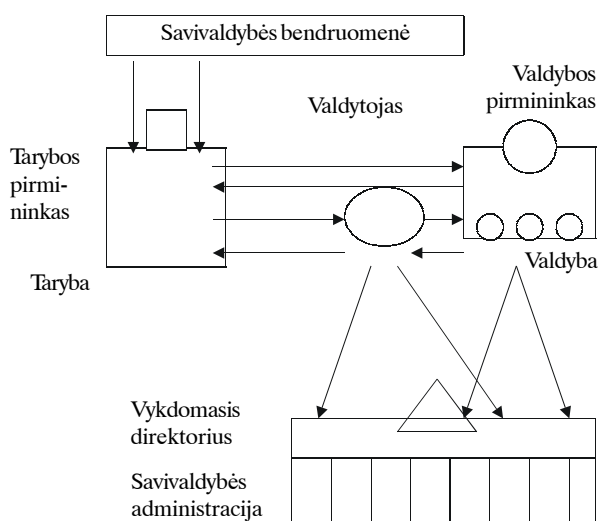 Savivaldybės bendruomenė
Valdytojas
Valdybos
pirmininkas
Tarybos
pirmi-
ninkas
Taryba
Valdyba
Vykdomasis
direktorius
Savivaldybės
administracija